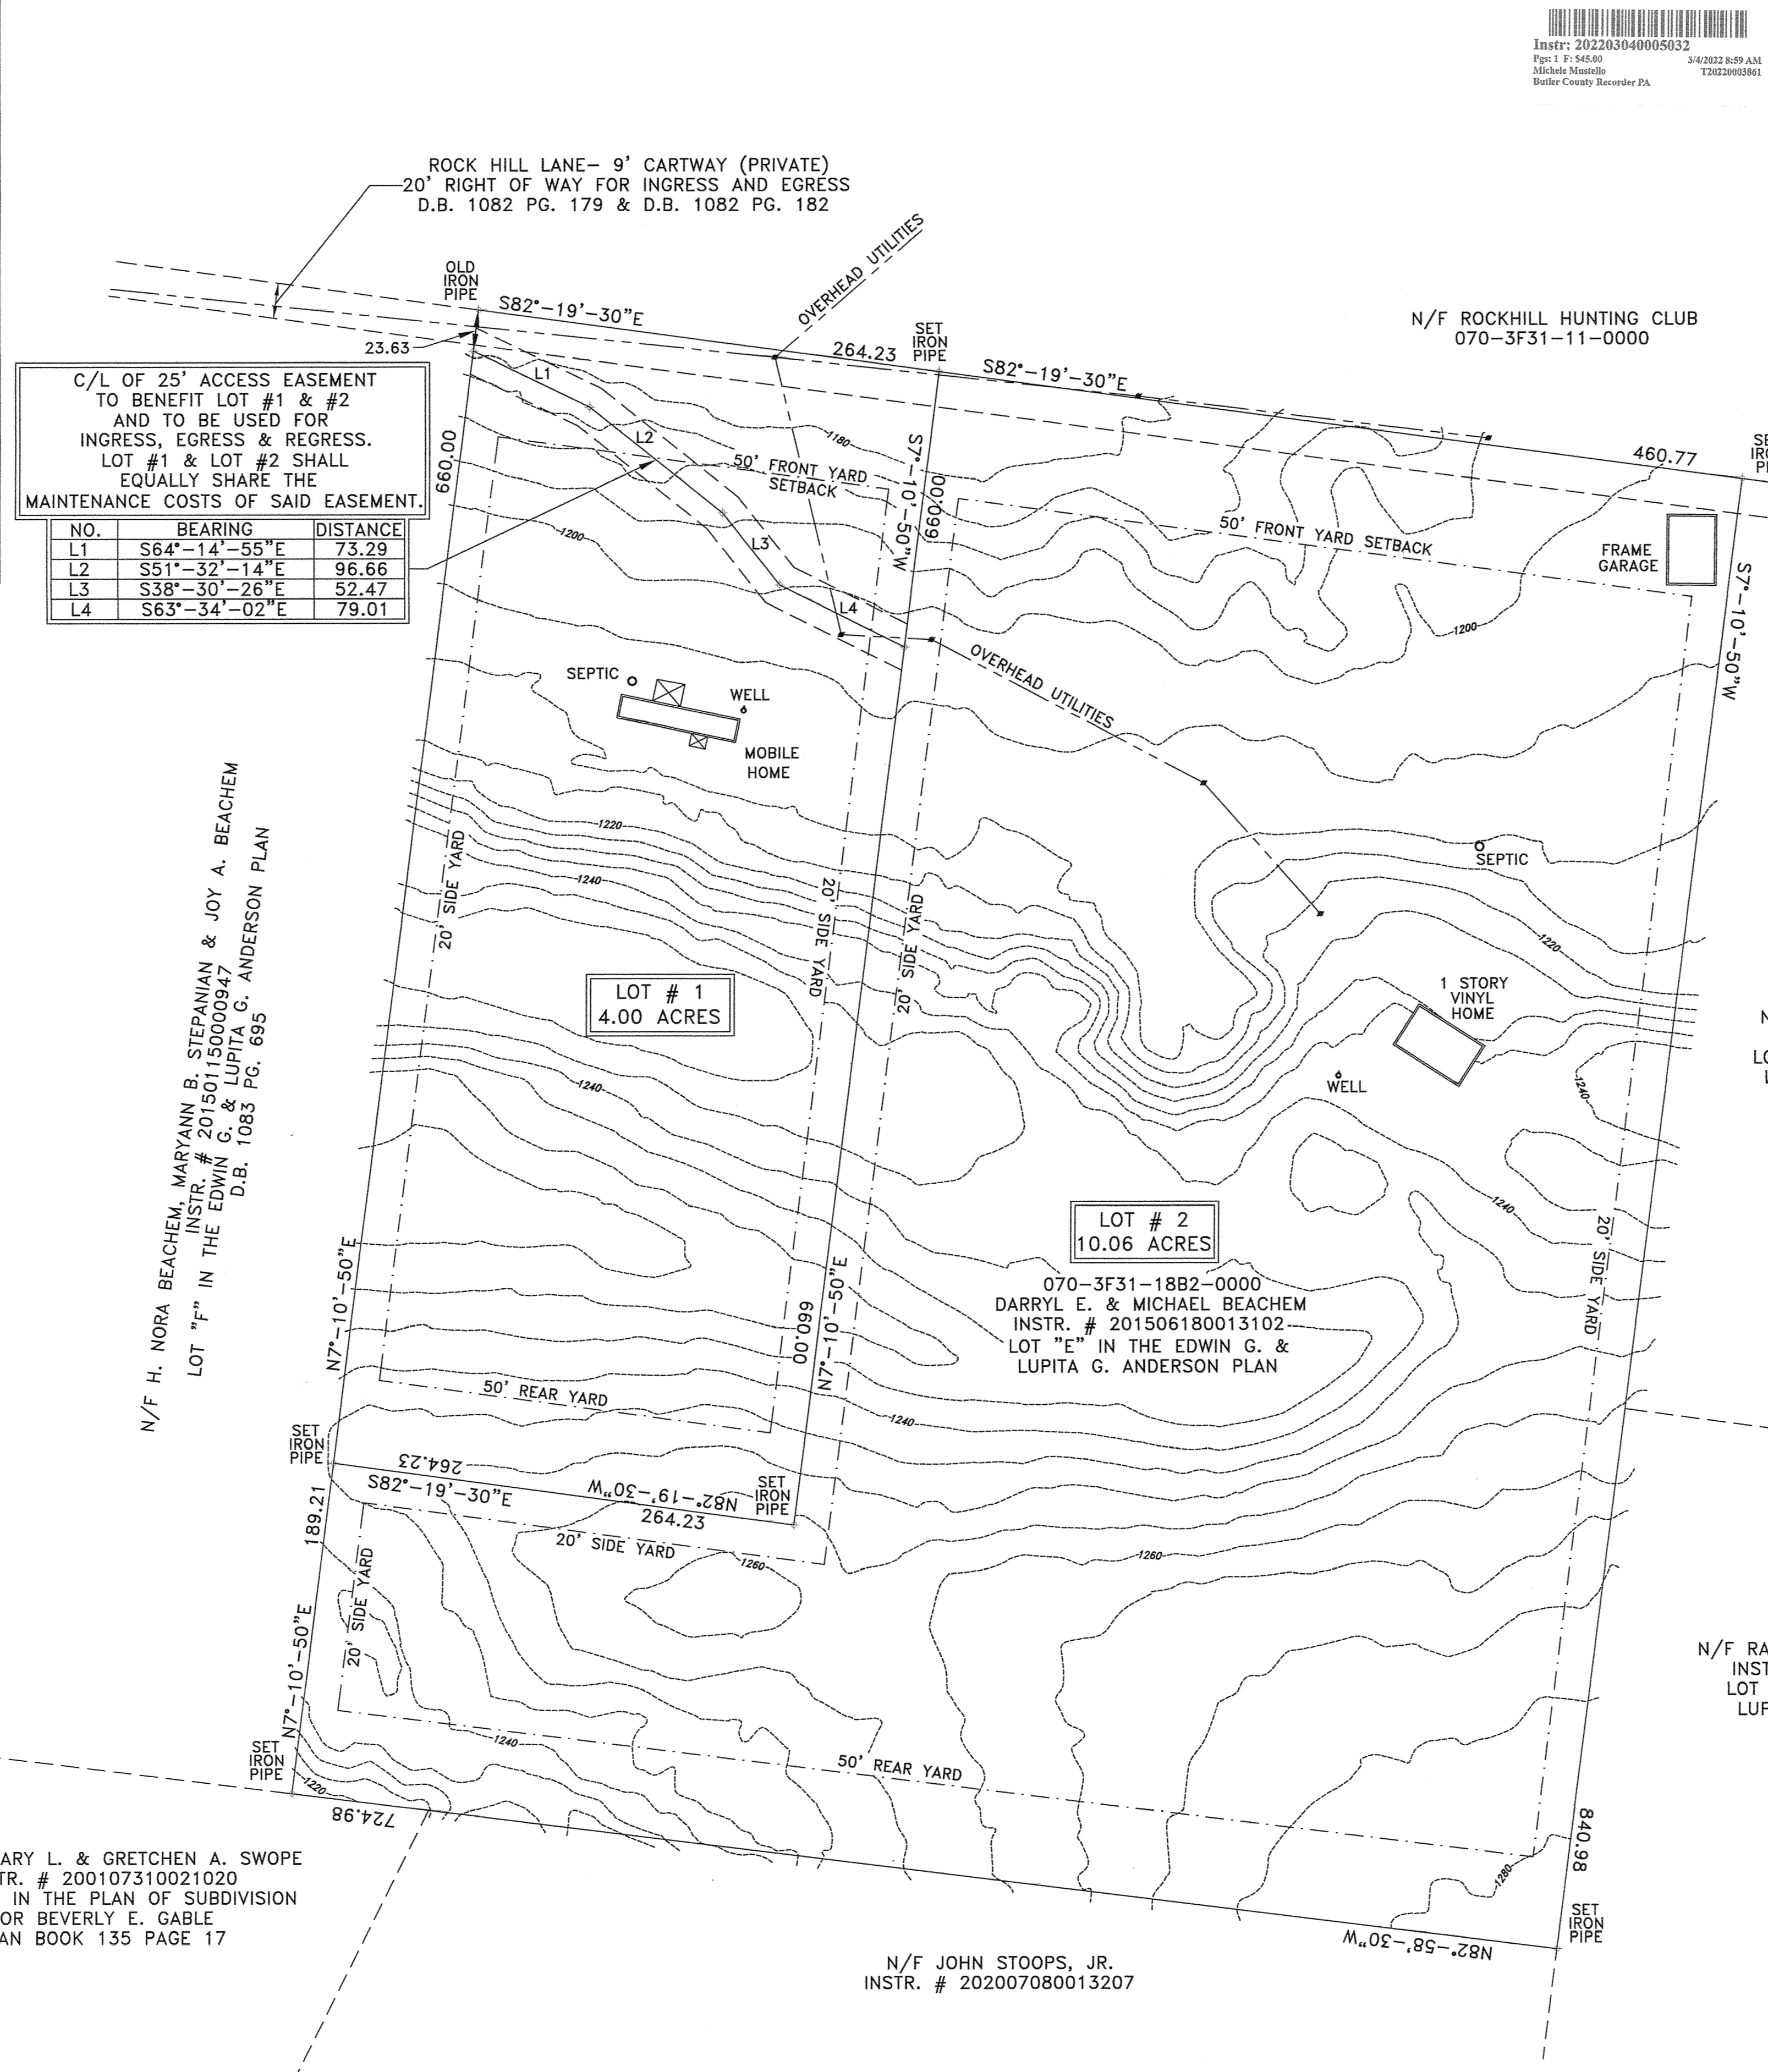 Instr: 202203040005032
Pgs: 1 F: $45.00
3/4/2022 8:59 AM
Michele Mustello
T20220003861
Butler County Recorder PA
ROCK HILL LANE– 9' CARTWAY (PRIVATE)
20' RIGHT OF WAY FOR INGRESS AND EGRESS
D.B. 1082 PG. 179 & D.B. 1082 PG. 182
OVERHEAD UTILITIES
OLD
IRON
PIPE
S82°–19'–30"E
264.23
SET
IRON
PIPE
S82°–19'–30"E
460.77
N/F ROCKHILL HUNTING CLUB
070–3F31–11–0000
23.63
C/L OF 25' ACCESS EASEMENT
TO BENEFIT LOT #1 & #2
AND TO BE USED FOR
INGRESS, EGRESS & REGRESS.
LOT #1 & LOT #2 SHALL
EQUALLY SHARE THE
MAINTENANCE COSTS OF SAID EASEMENT.
NO. BEARING DISTANCE
L1 S64°–14'–55"E 73.29
L2 S51°–32'–14"E 96.66
L3 S38°–30'–26"E 52.47
L4 S63°–34'–02"E 79.01
L1
L2
L3
L4
660.00
1180
50' FRONT YARD
SETBACK
S7°–10'–50"W
660.00
1200
50' FRONT YARD SETBACK
FRAME
GARAGE
1200
S7°–10'–50"W
SEPTIC
WELL
MOBILE
HOME
OVERHEAD UTILITIES
1220
1240
20' SIDE YARD
20' SIDE YARD
20' SIDE YARD
SEPTIC
1220
1 STORY
VINYL
HOME
WELL
1240
N/F H. NORA BEACHEM, MARYANN B. STEPANIAN & JOY A. BEACHEM
INSTR. # 201501150000947
LOT "F" IN THE EDWIN G. & LUPITA G. ANDERSON PLAN
D.B. 1083 PG. 695
LOT # 1
4.00 ACRES
1240
LOT # 2
10.06 ACRES
070–3F31–18B2–0000
DARRYL E. & MICHAEL BEACHEM
INSTR. # 201506180013102
LOT "E" IN THE EDWIN G. &
LUPITA G. ANDERSON PLAN
1240
20' SIDE YARD
N7°–10'–50"E
660.00
N7°–10'–50"E
50' REAR YARD
1240
SET
IRON
PIPE
264.23
S82°–19'–30"E
N82°–19'–30"W
264.23
SET
IRON
PIPE
189.21
20' SIDE YARD
20' SIDE YARD
1260
1260
N7°–10'–50"E
SET
IRON
PIPE
1220
1240
50' REAR YARD
724.98
840.98
1280
N82°–58'–30"W
SET
IRON
PIPE
N/F RA
INST
LOT
LUP
ARY L. & GRETCHEN A. SWOPE
TR. # 200107310021020
IN THE PLAN OF SUBDIVISION
OR BEVERLY E. GABLE
AN BOOK 135 PAGE 17
N/F JOHN STOOPS, JR.
INSTR. # 202007080013207